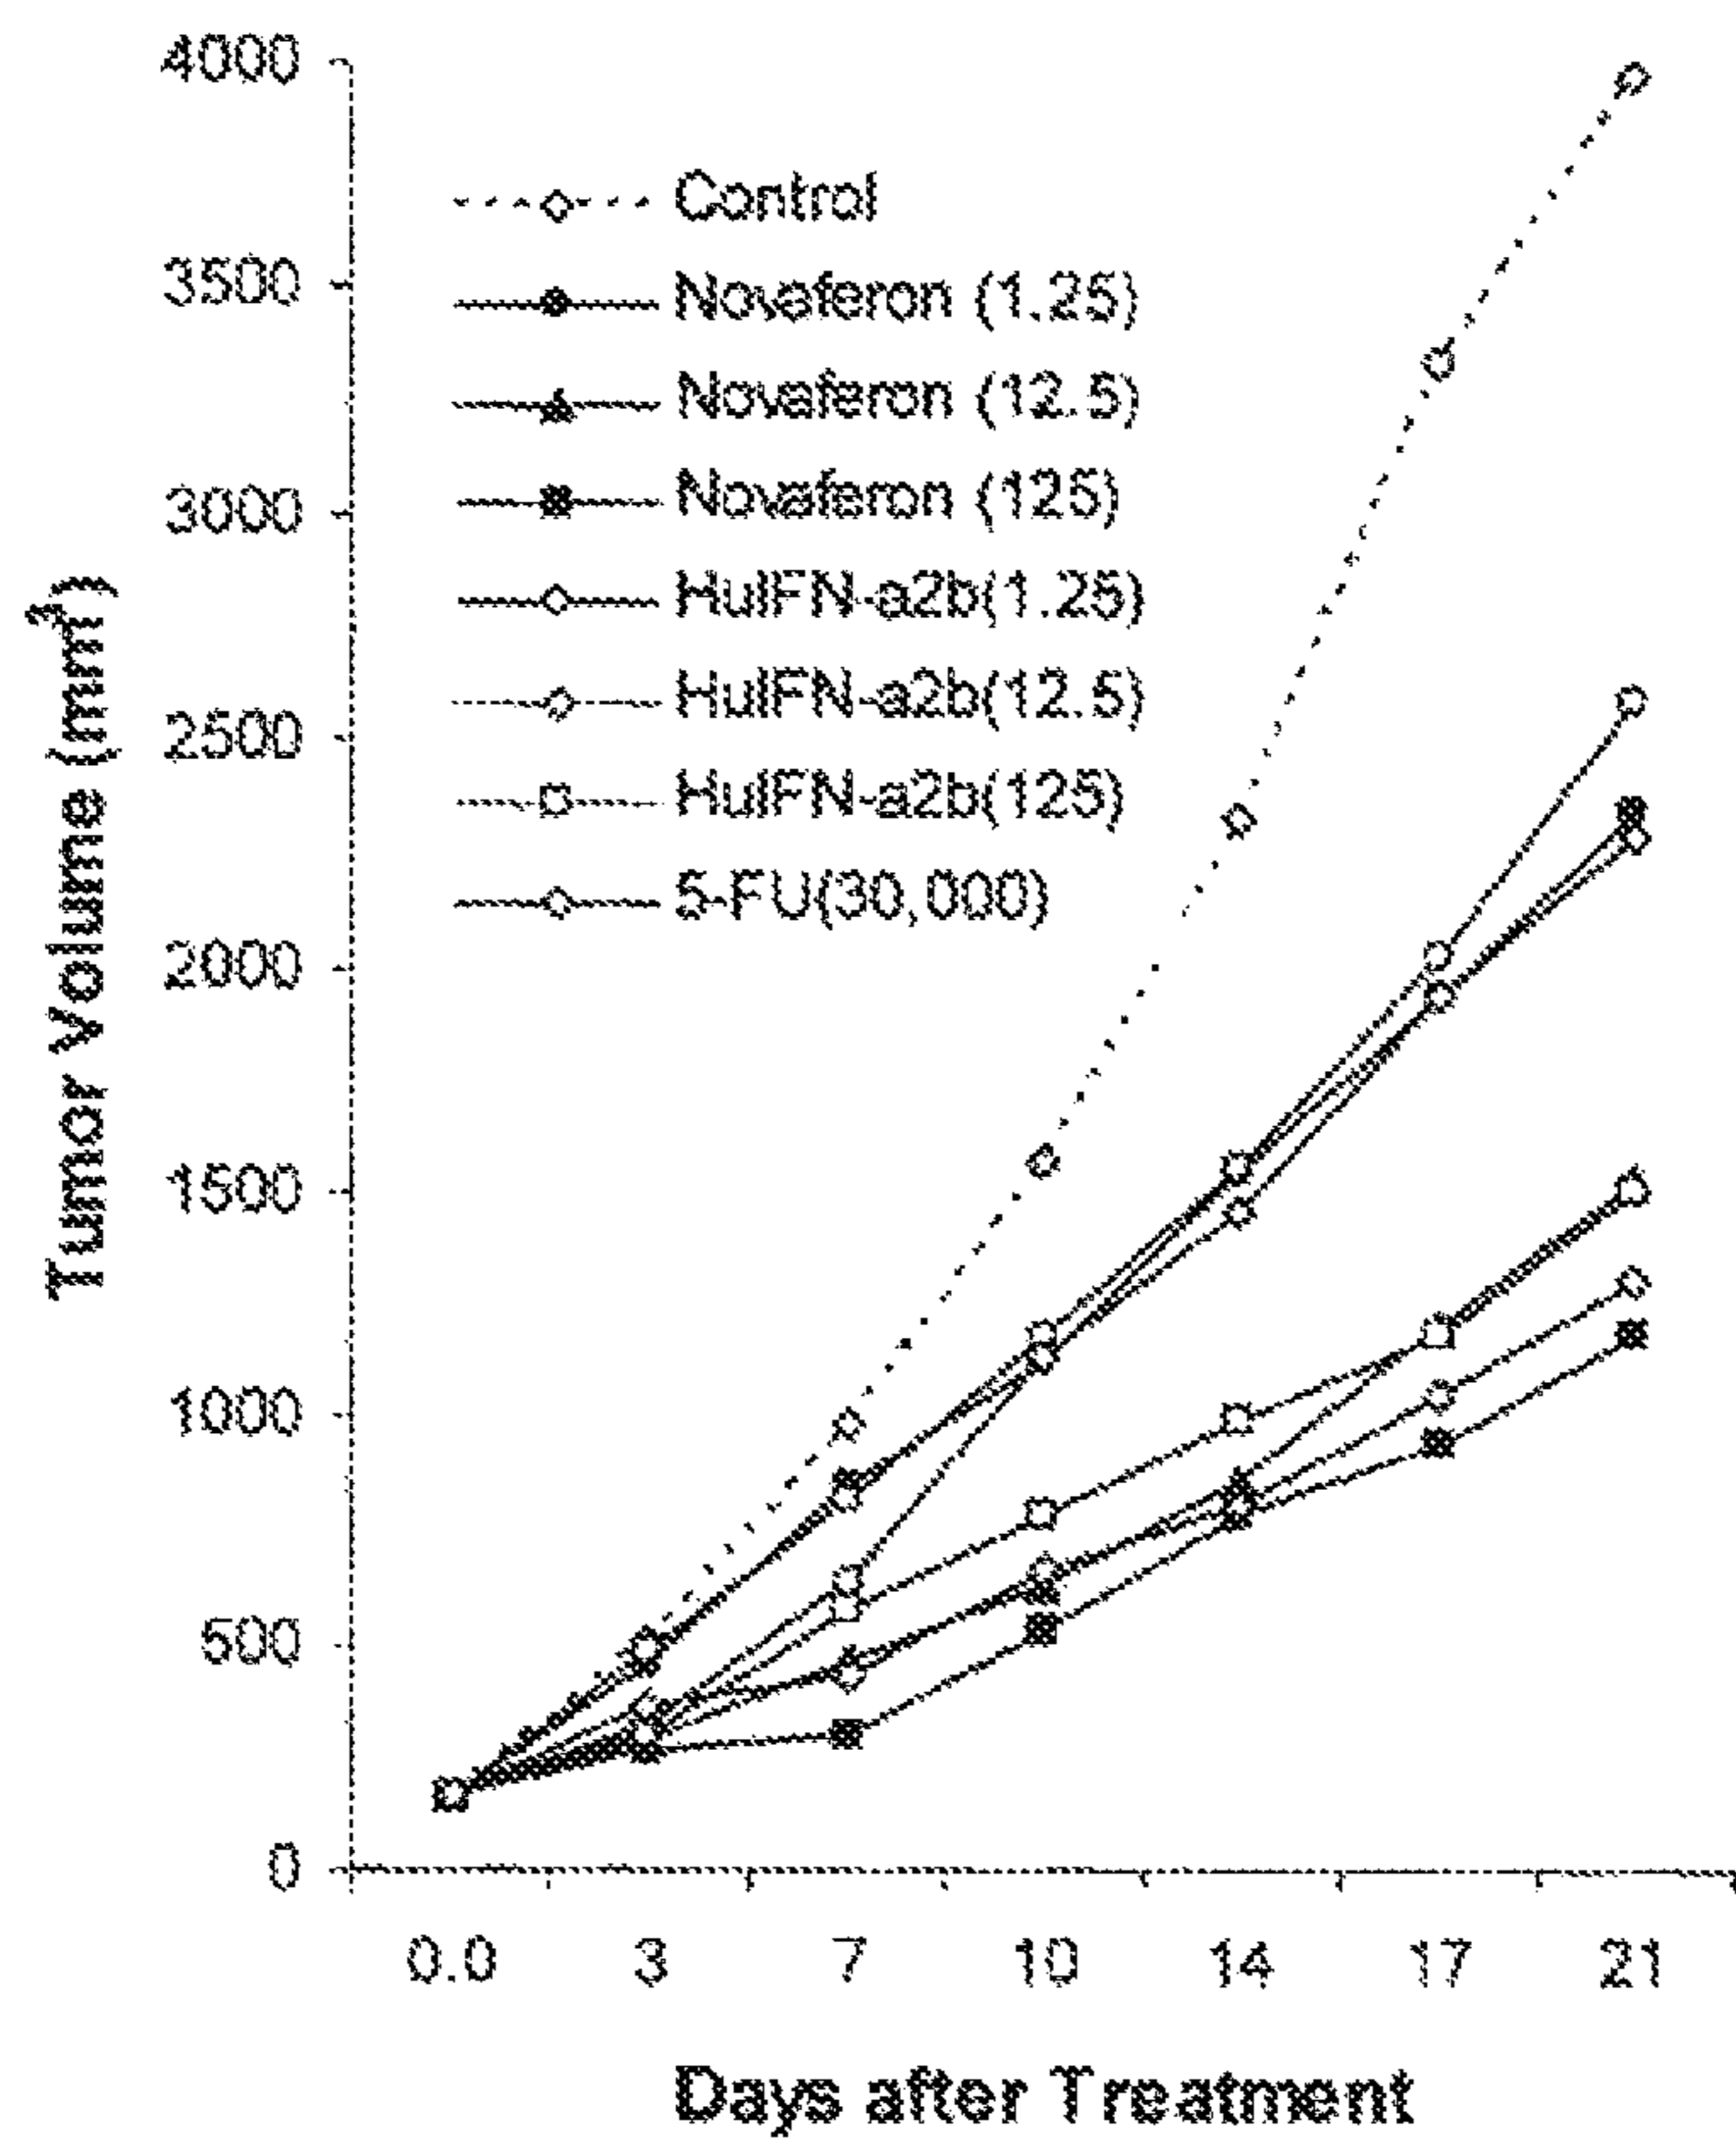 4000
3500
3000
2500
2000
1500
1000
500
0
Tumor Volume (mm³)
Control
Novaferon (1.25)
Novaferon (12.5)
Novaferon (125)
HuIFN-a2b(1.25)
HuIFN-a2b(12.5)
HuIFN-a2b(125)
5-FU(30,000)
0.0 3 7 10 14 17 21
Days after Treatment